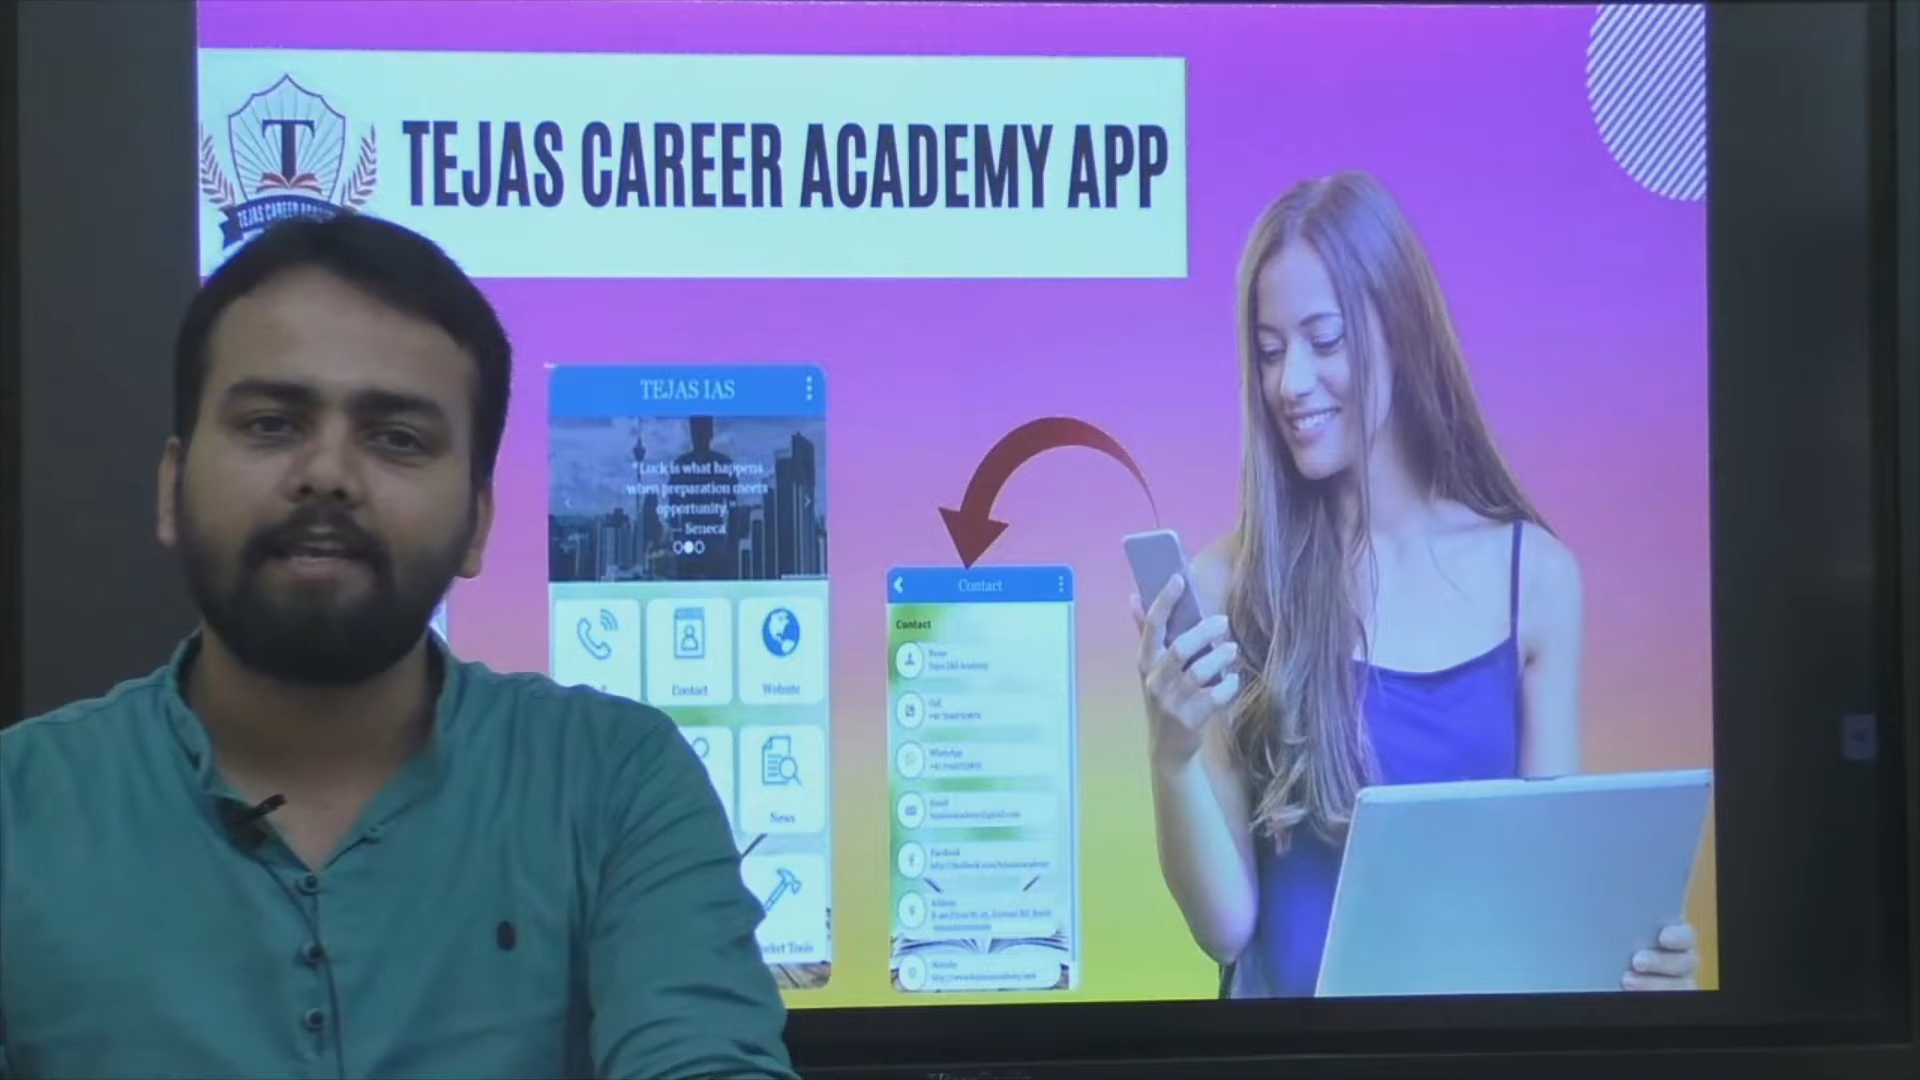 T
TEJAS CAREER ACADEMY APP
TEJAS CAREER
TEJAS IAS
"Luck is what happens
when preparation meets
opportunity."
— Seneca
Contact
Website
News
Tools
Contact
Contact
Name
Call
WhatsApp
Email
Facebook
Address
Website